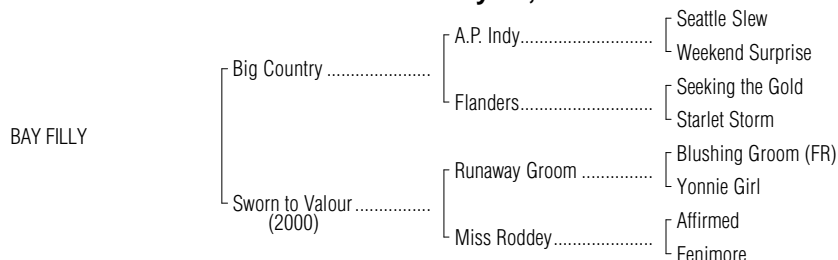 Seattle Slew
A.P. Indy
Weekend Surprise
Big Country
Seeking the Gold
Flanders
Starlet Storm
BAY FILLY
Blushing Groom (FR)
Runaway Groom
Yonnie Girl
Sworn to Valour
(2000)
Affirmed
Miss Roddey
Fenimore